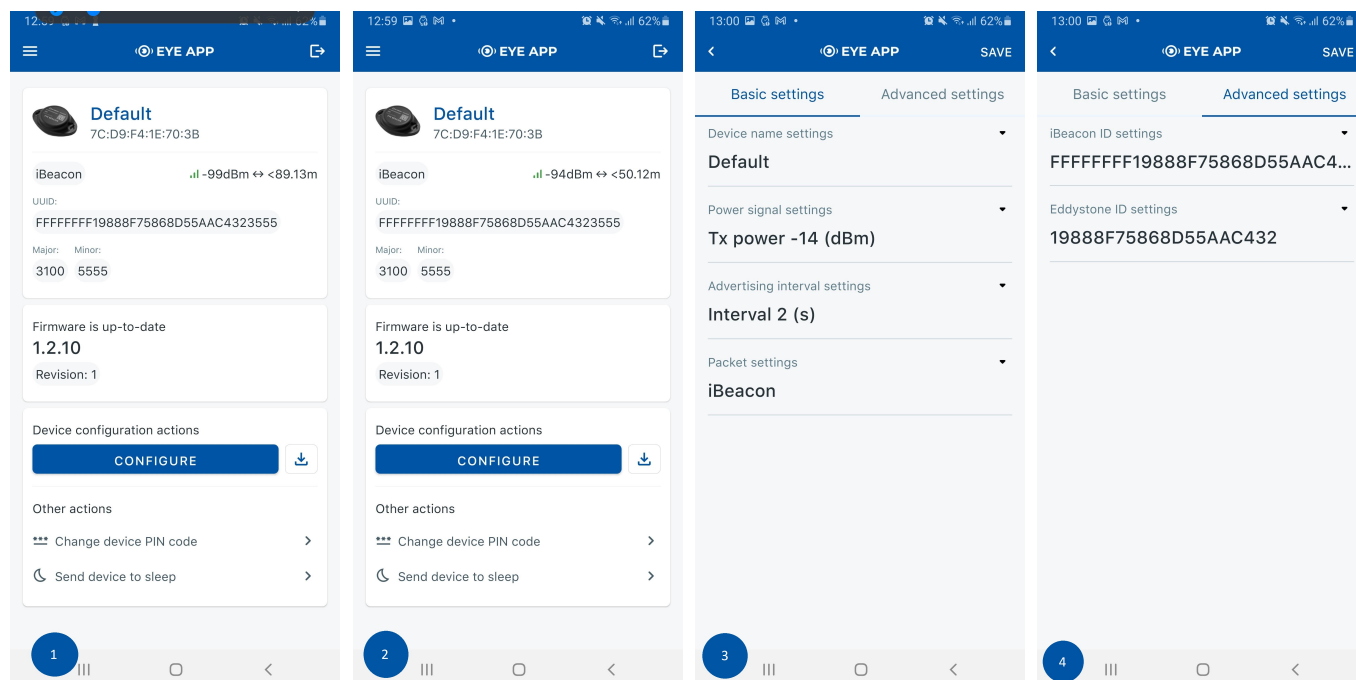 12:59 62%
EYE APP
Default
7C:D9:F4:1E:70:3B
iBeacon -99dBm ↔ <89.13m
UUID:
FFFFFFFF19888F75868D55AAC4323555
Major: Minor:
3100 5555
Firmware is up-to-date
1.2.10
Revision: 1
Device configuration actions
CONFIGURE
Other actions
Change device PIN code
Send device to sleep
1
12:59 62%
EYE APP
Default
7C:D9:F4:1E:70:3B
iBeacon -94dBm ↔ <50.12m
UUID:
FFFFFFFF19888F75868D55AAC4323555
Major: Minor:
3100 5555
Firmware is up-to-date
1.2.10
Revision: 1
Device configuration actions
CONFIGURE
Other actions
Change device PIN code
Send device to sleep
2
13:00 62%
EYE APP SAVE
Basic settings Advanced settings
Device name settings
Default
Power signal settings
Tx power -14 (dBm)
Advertising interval settings
Interval 2 (s)
Packet settings
iBeacon
3
13:00 62%
EYE APP SAVE
Basic settings Advanced settings
iBeacon ID settings
FFFFFFFF19888F75868D55AAC4...
Eddystone ID settings
19888F75868D55AAC432
4